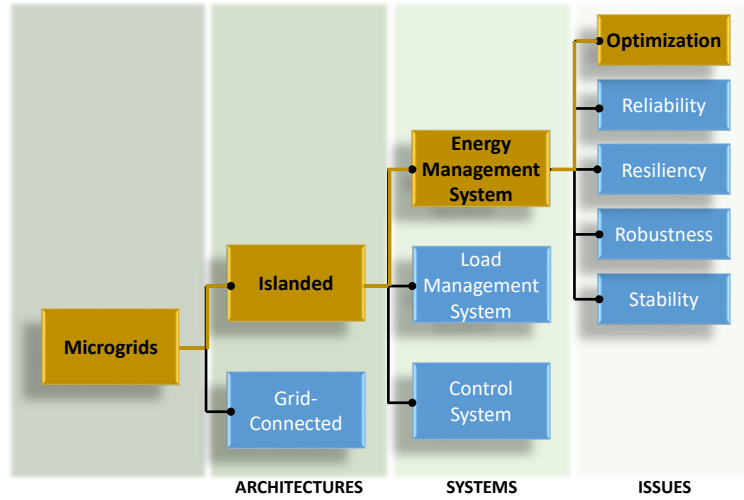 Microgrids
Islanded
Grid-
Connected
Energy
Management
System
Load
Management
System
Control
System
Optimization
Reliability
Resiliency
Robustness
Stability
ARCHITECTURES
SYSTEMS
ISSUES